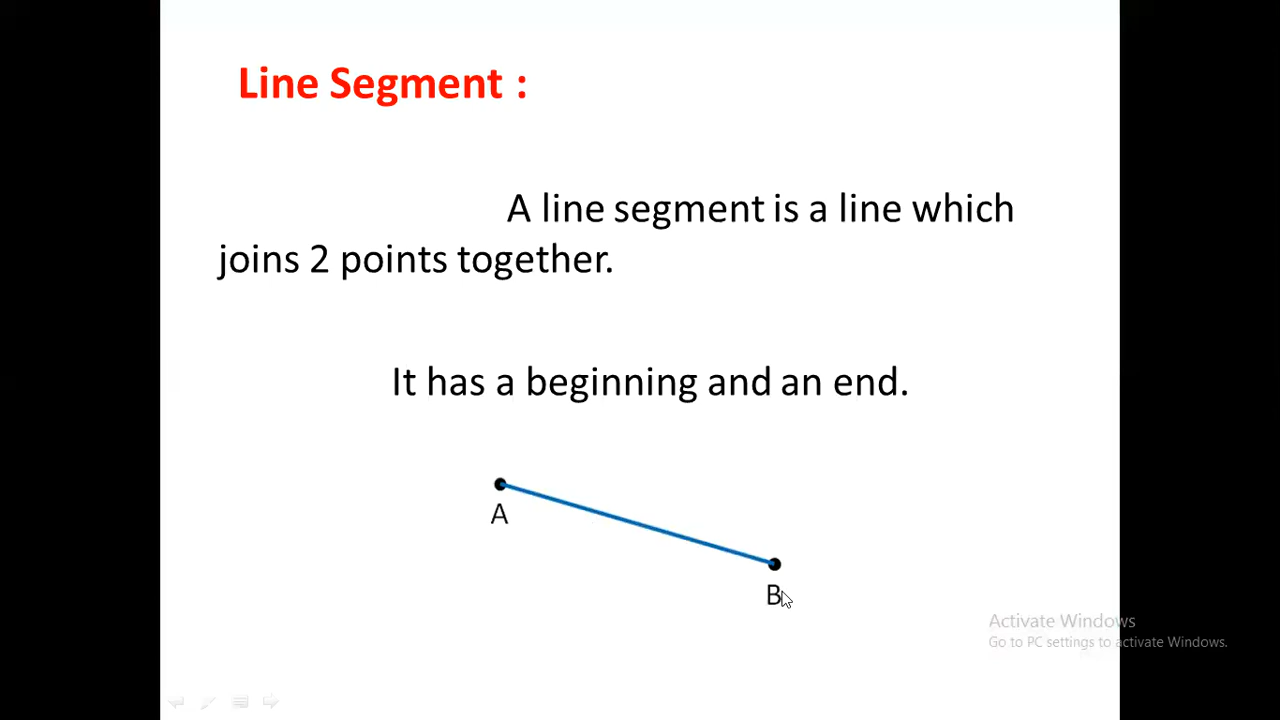 Line Segment :
A line segment is a line which
joins 2 points together.
It has a beginning and an end.
A
B
Activate Windows
Go to PC settings to activate Windows.